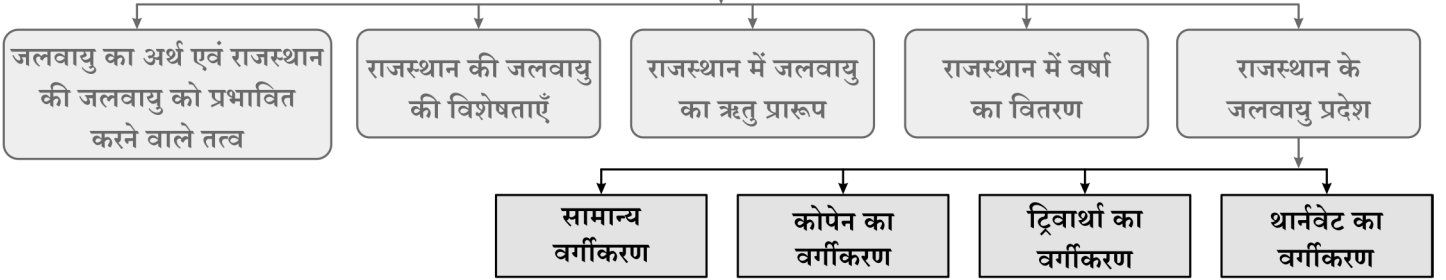 जलवायु का अर्थ एवं राजस्थान
की जलवायु को प्रभावित
करने वाले तत्व
राजस्थान की जलवायु
की विशेषताएँ
राजस्थान में जलवायु
का ऋतु प्रारूप
राजस्थान में वर्षा
का वितरण
राजस्थान के
जलवायु प्रदेश
सामान्य
वर्गीकरण
कोपेन का
वर्गीकरण
ट्रिवार्था का
वर्गीकरण
थार्नवेट का
वर्गीकरण